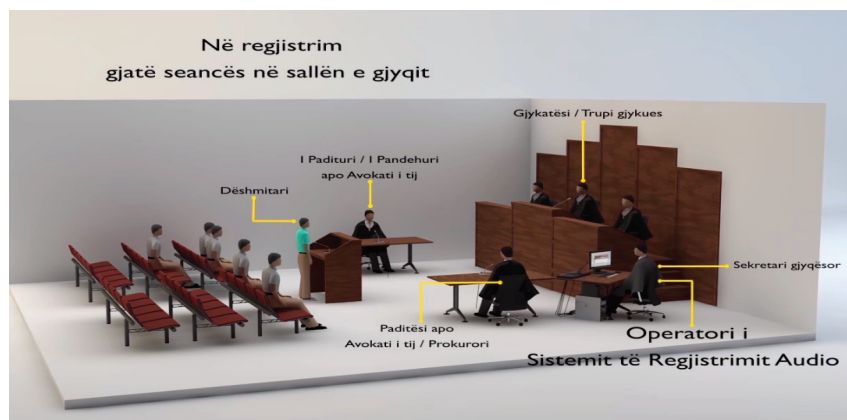 Në regjistrim
gjatë seancës në sallën e gjyqit
Gjykatësi / Trupi gjykues
I Padituri / I Pandehuri
apo Avokati i tij
Dëshmitari
Sekretari gjyqësor
Paditësi apo
Avokati i tij / Prokurori
Operatori i
Sistemit të Regjistrimit Audio